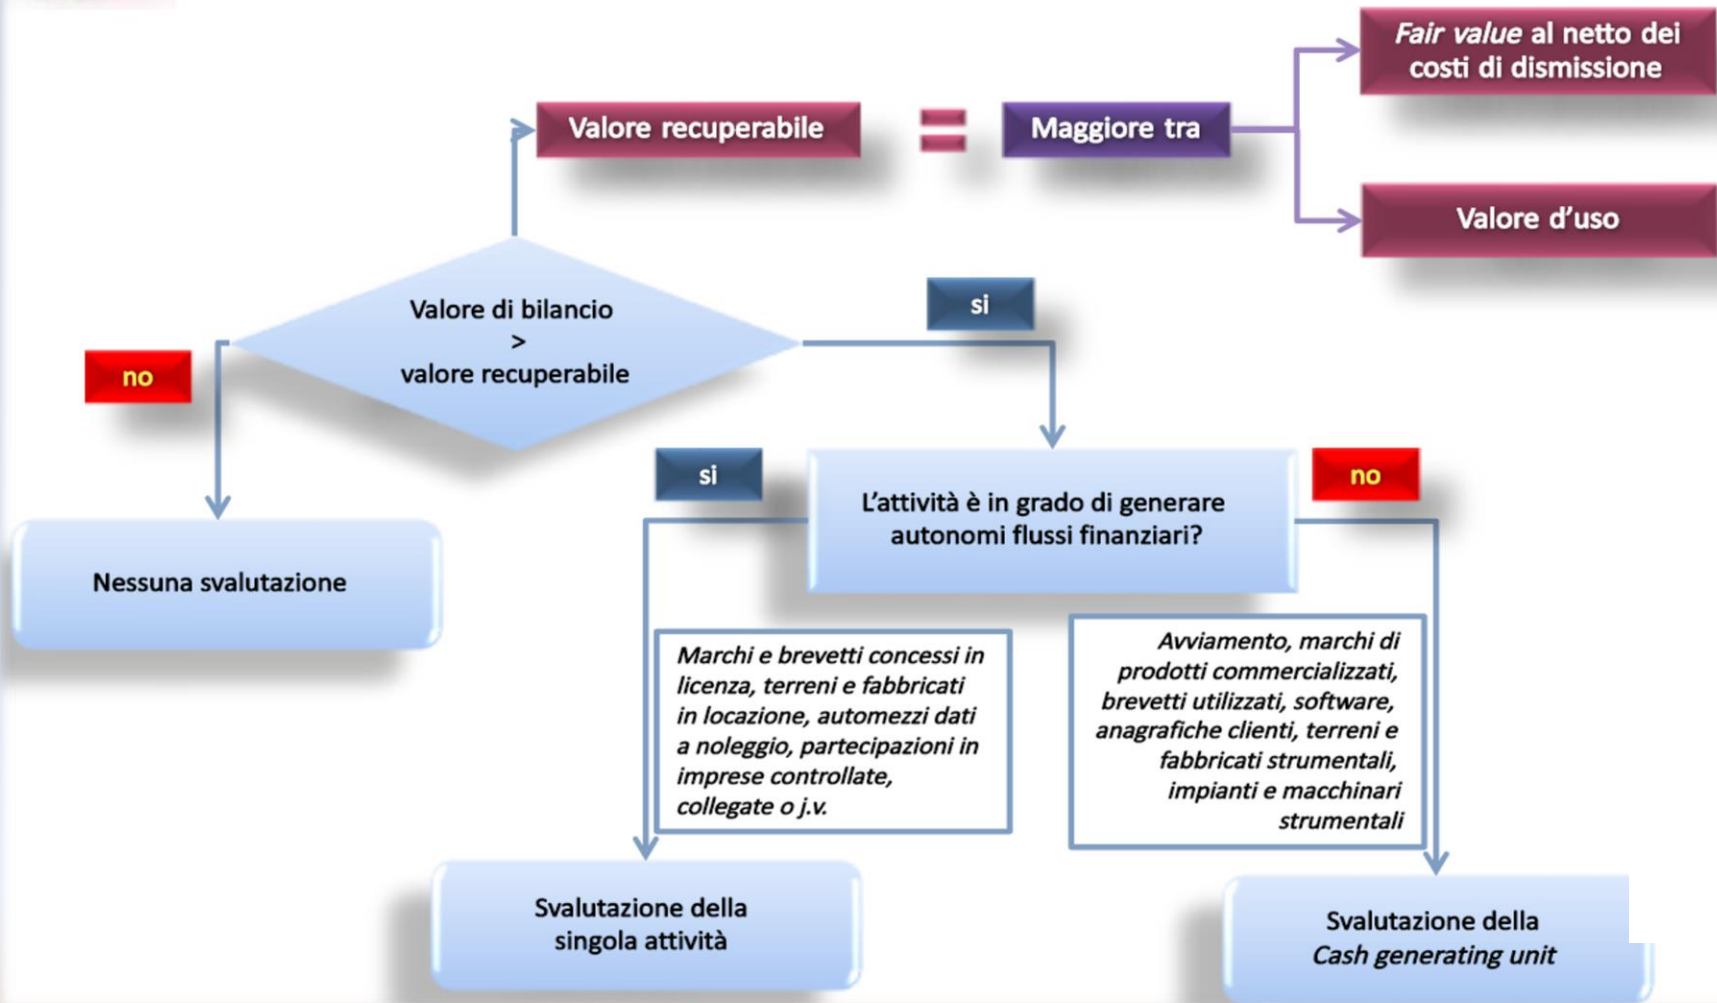 Fair value al netto dei
costi di dismissione
Valore recuperabile
=
Maggiore tra
Valore d’uso
Valore di bilancio
>
valore recuperabile
si
no
si
L’attività è in grado di generare
autonomi flussi finanziari?
no
Nessuna svalutazione
Marchi e brevetti concessi in
licenza, terreni e fabbricati
in locazione, automezzi dati
a noleggio, partecipazioni in
imprese controllate,
collegate o j.v.
Avviamento, marchi di
prodotti commercializzati,
brevetti utilizzati, software,
anagrafiche clienti, terreni e
fabbricati strumentali,
impianti e macchinari
strumentali
Svalutazione della
singola attività
Svalutazione della
Cash generating unit